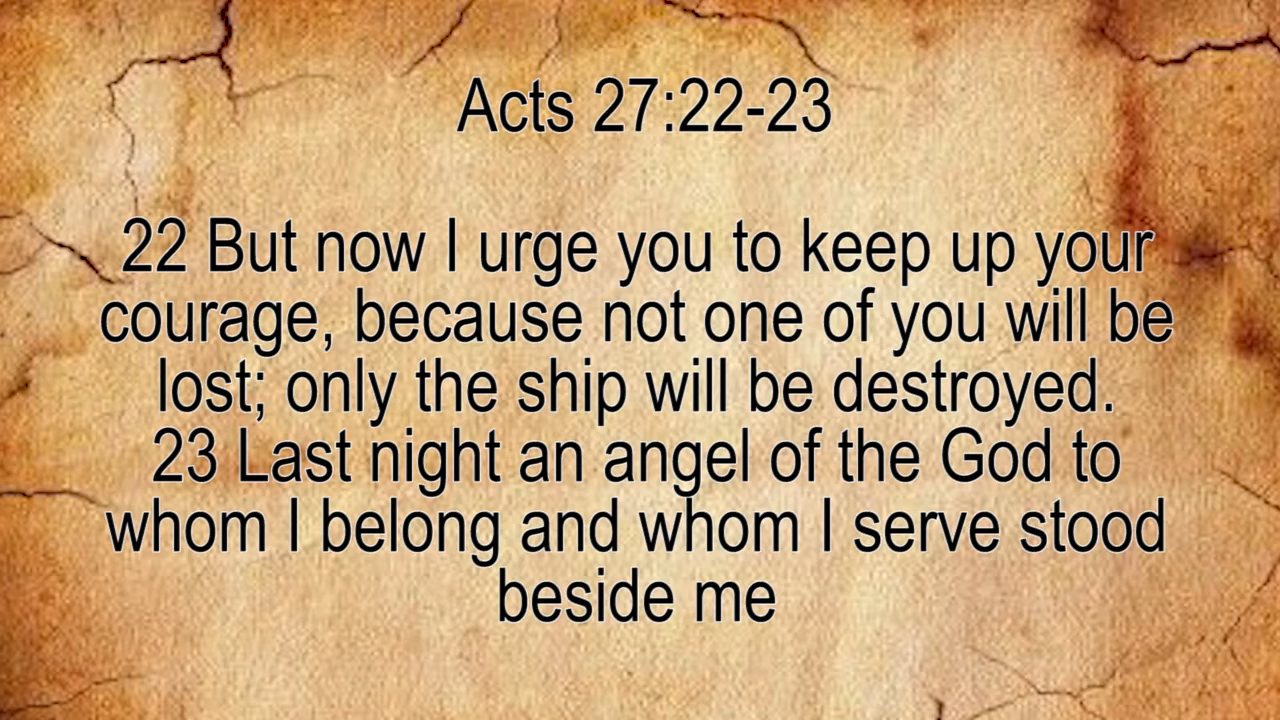 Acts 27:22-23
22 But now I urge you to keep up your
courage, because not one of you will be
lost; only the ship will be destroyed.
23 Last night an angel of the God to
whom I belong and whom I serve stood
beside me